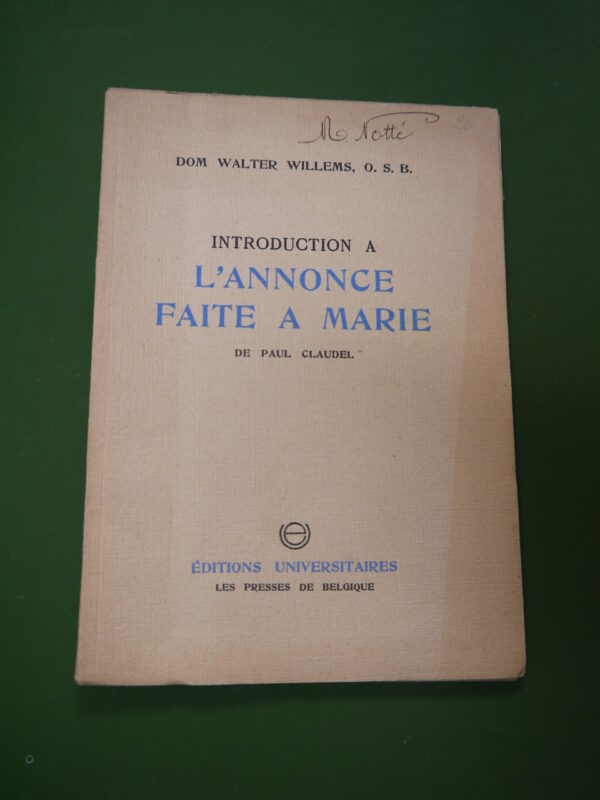 N. Notté
DOM WALTER WILLEMS, O. S. B.
INTRODUCTION A
L'ANNONCE
FAITE A MARIE
DE PAUL CLAUDEL
ÉDITIONS UNIVERSITAIRES
LES PRESSES DE BELGIQUE